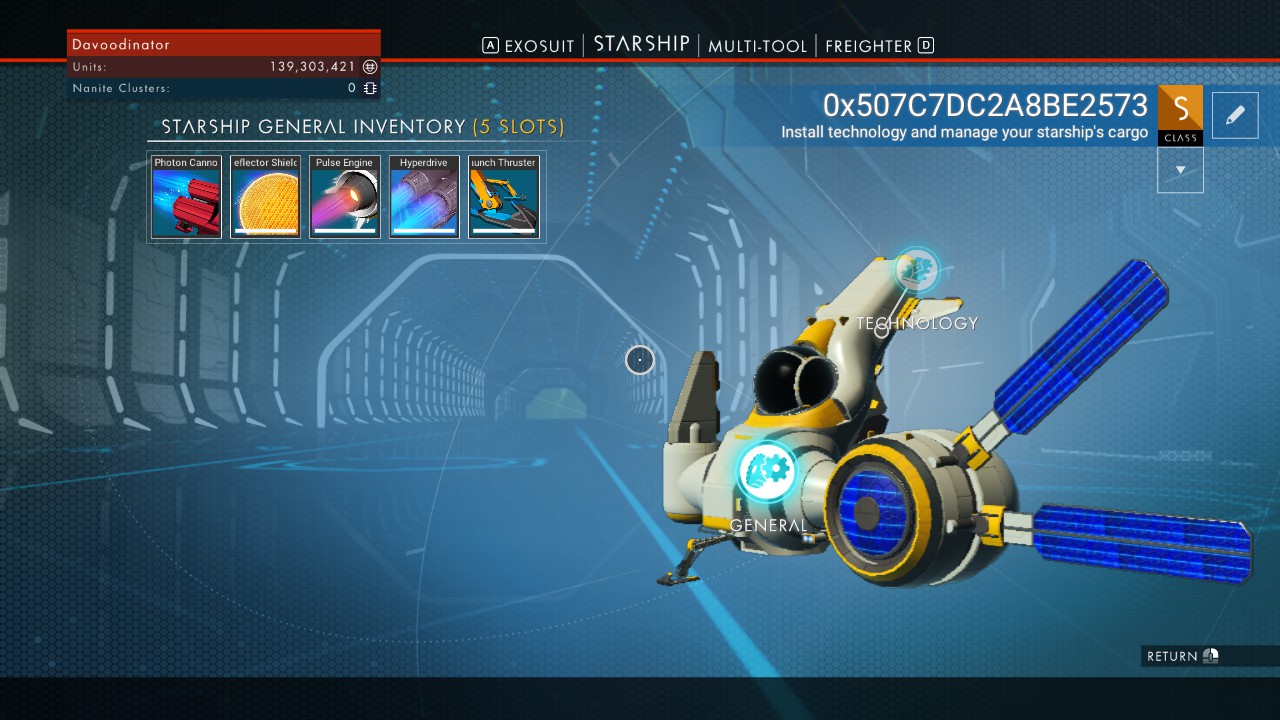 Davoodinator
Units: 139,303,421
Nanite Clusters: 0
A EXOSUIT STARSHIP MULTI-TOOL FREIGHTER D
0x507C7DC2A8BE2573
Install technology and manage your starship's cargo
S
CLASS
STARSHIP GENERAL INVENTORY (5 SLOTS)
Photon Canno eflector Shielc Pulse Engine Hyperdrive unch Thruster
TECHNOLOGY
GENERAL
RETURN